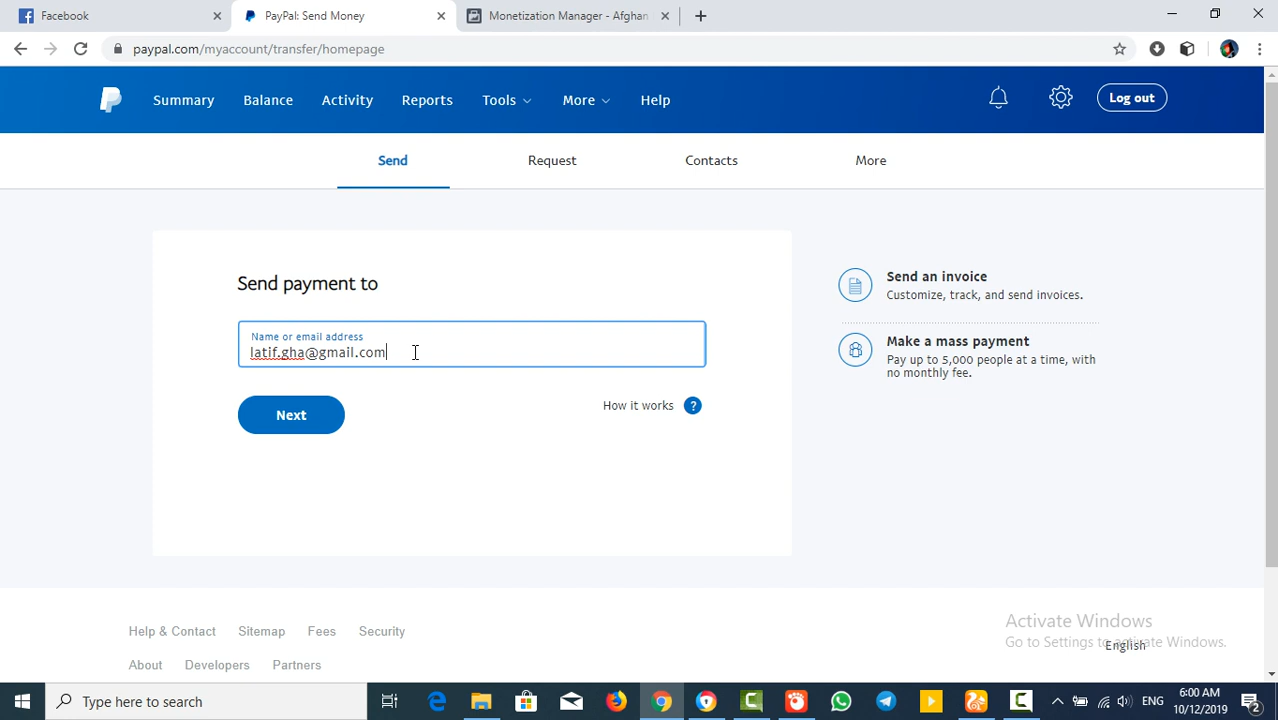 Facebook
PayPal: Send Money
Monetization Manager - Afghan
paypal.com/myaccount/transfer/homepage
Summary
Balance
Activity
Reports
Tools
More
Help
Log out
Send
Request
Contacts
More
Send payment to
Name or email address
latif.gha@gmail.com
Next
How it works ?
Send an invoice
Customize, track, and send invoices.
Make a mass payment
Pay up to 5,000 people at a time, with
no monthly fee.
Help & Contact
Sitemap
Fees
Security
About
Developers
Partners
Activate Windows
Go to Settings to activate Windows.
English
Type here to search
ENG
6:00 AM
10/12/2019
2